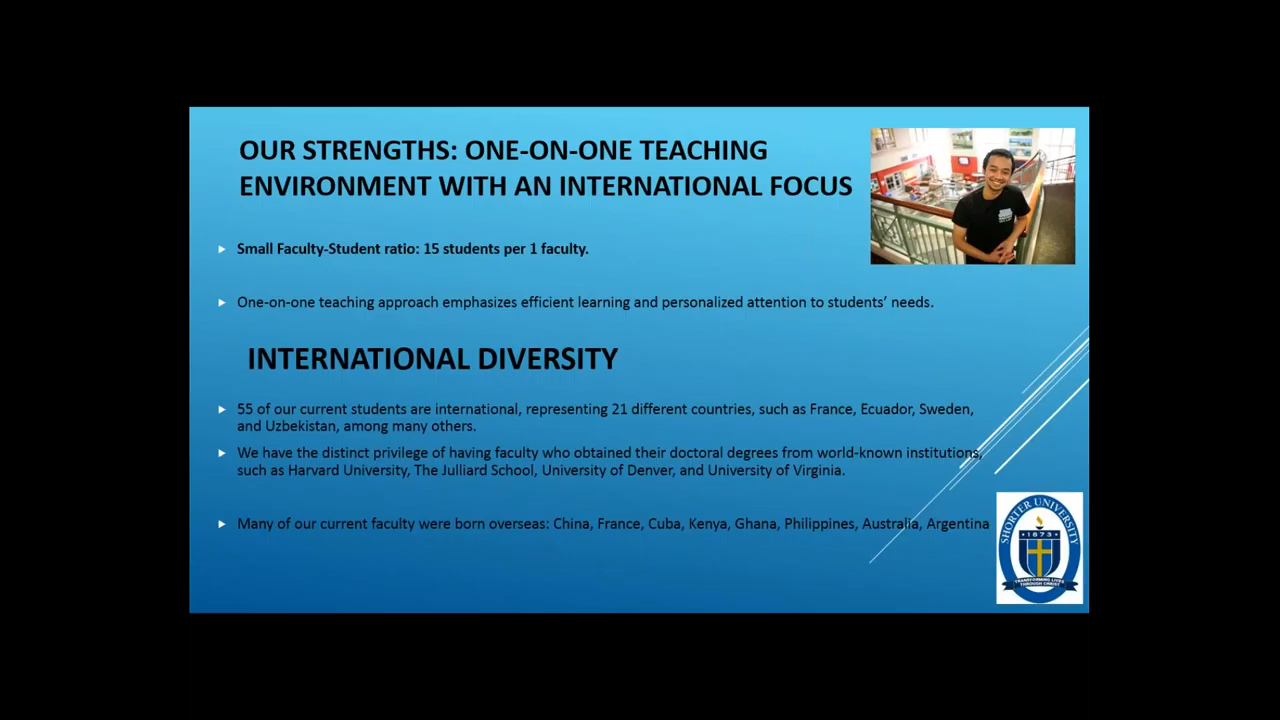 OUR STRENGTHS: ONE-ON-ONE TEACHING
ENVIRONMENT WITH AN INTERNATIONAL FOCUS
Small Faculty-Student ratio: 15 students per 1 faculty.
One-on-one teaching approach emphasizes efficient learning and personalized attention to students’ needs.
INTERNATIONAL DIVERSITY
55 of our current students are international, representing 21 different countries, such as France, Ecuador, Sweden,
and Uzbekistan, among many others.
We have the distinct privilege of having faculty who obtained their doctoral degrees from world-known institutions,
such as Harvard University, The Julliard School, University of Denver, and University of Virginia.
Many of our current faculty were born overseas: China, France, Cuba, Kenya, Ghana, Philippines, Australia, Argentina
SHORTER UNIVERSITY
• 1873 •
TRANSFORMING LIVES
THROUGH CHRIST